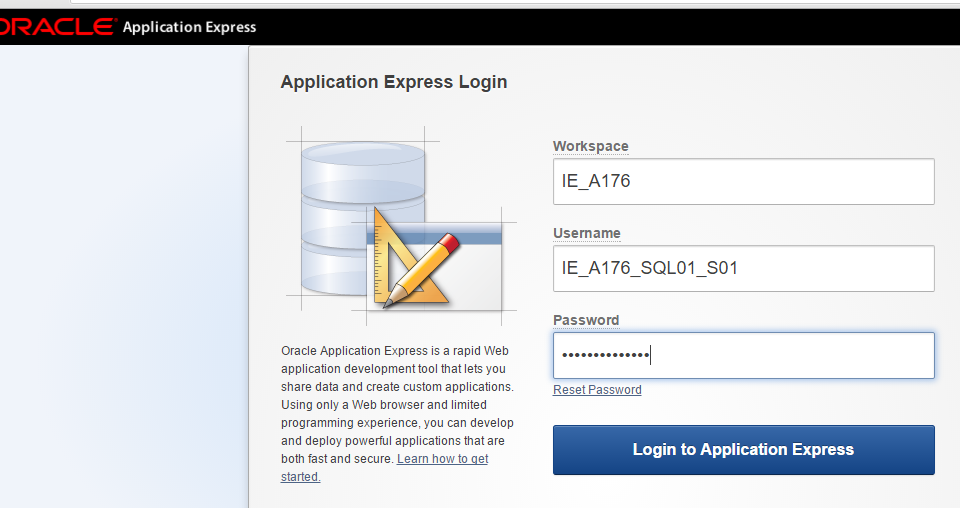 ORACLE Application Express
Application Express Login
Workspace
IE_A176
Username
IE_A176_SQL01_S01
Password
••••••••••••••
Reset Password
Login to Application Express
Oracle Application Express is a rapid Web
application development tool that lets you
share data and create custom applications.
Using only a Web browser and limited
programming experience, you can develop
and deploy powerful applications that are
both fast and secure. Learn how to get
started.